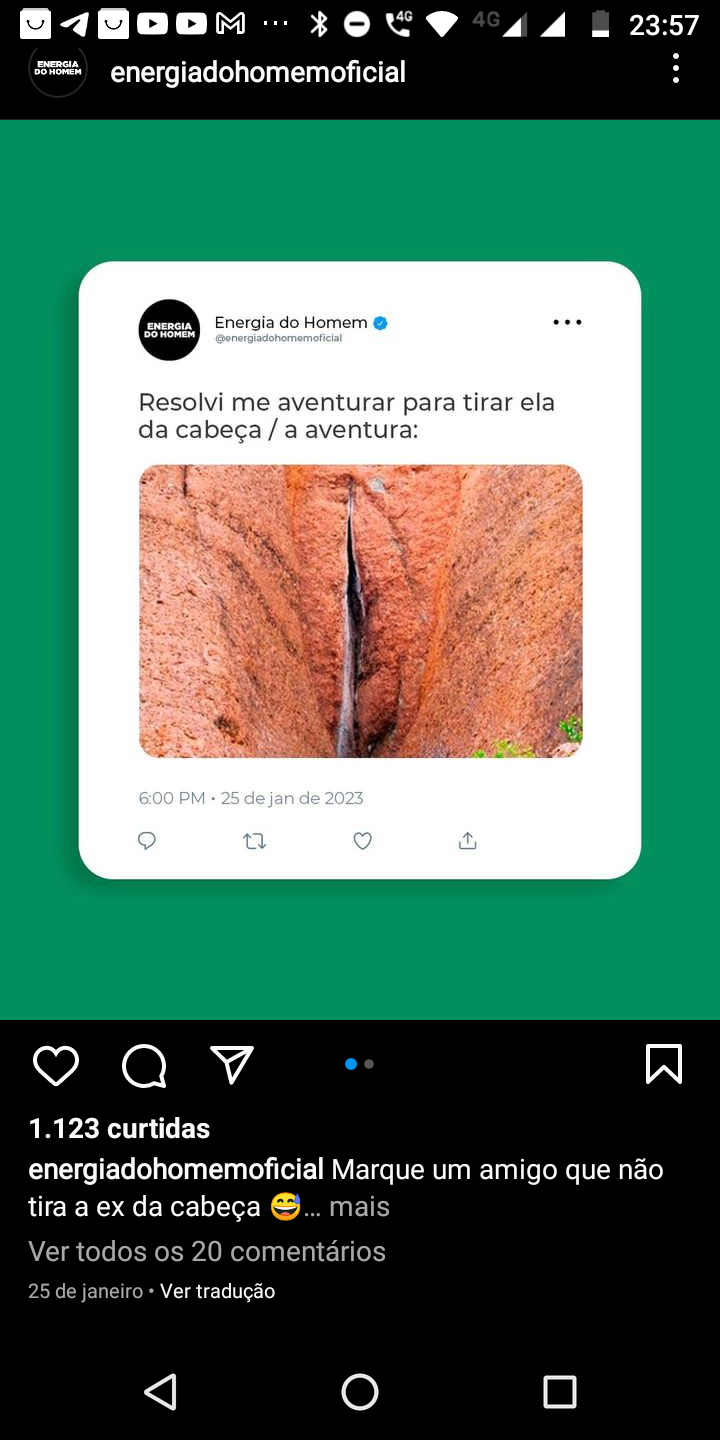 4G 4G 23:57
ENERGIA
DO HOMEM
energiadohomemoficial
ENERGIA
DO HOMEM
Energia do Homem
@energiadohomemoficial
Resolvi me aventurar para tirar ela
da cabeça / a aventura:
6:00 PM • 25 de jan de 2023
1.123 curtidas
energiadohomemoficial Marque um amigo que não
tira a ex da cabeça 😅... mais
Ver todos os 20 comentários
25 de janeiro • Ver tradução